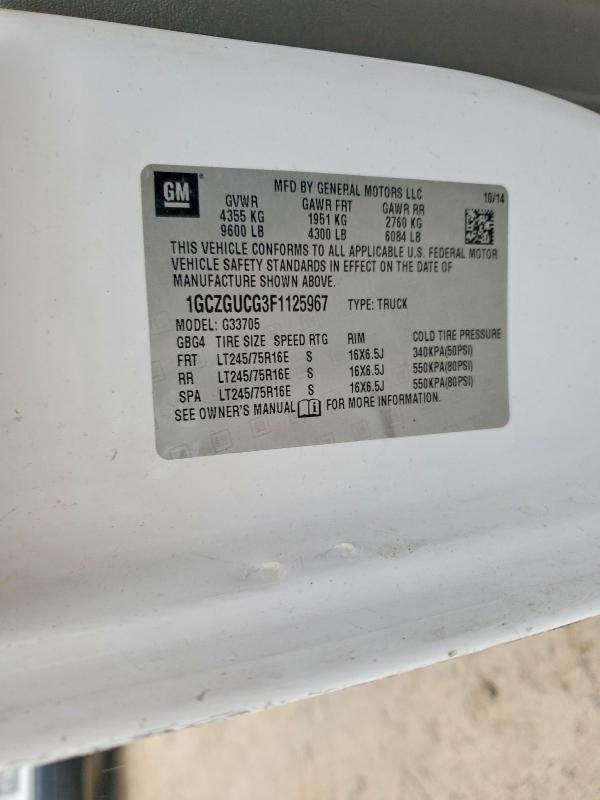 GM
MFD BY GENERAL MOTORS LLC 10/14
GVWR GAWR FRT GAWR RR
4355 KG 1951 KG 2760 KG
9600 LB 4300 LB 6084 LB
THIS VEHICLE CONFORMS TO ALL APPLICABLE U.S. FEDERAL MOTOR
VEHICLE SAFETY STANDARDS IN EFFECT ON THE DATE OF
MANUFACTURE SHOWN ABOVE.
1GCZGUCG3F1125967 TYPE: TRUCK
MODEL: G33705
GBG4 TIRE SIZE SPEED RTG RIM COLD TIRE PRESSURE
FRT LT245/75R16E S 16X6.5J 340KPA(50PSI)
RR LT245/75R16E S 16X6.5J 550KPA(80PSI)
SPA LT245/75R16E S 16X6.5J 550KPA(80PSI)
SEE OWNER'S MANUAL FOR MORE INFORMATION.